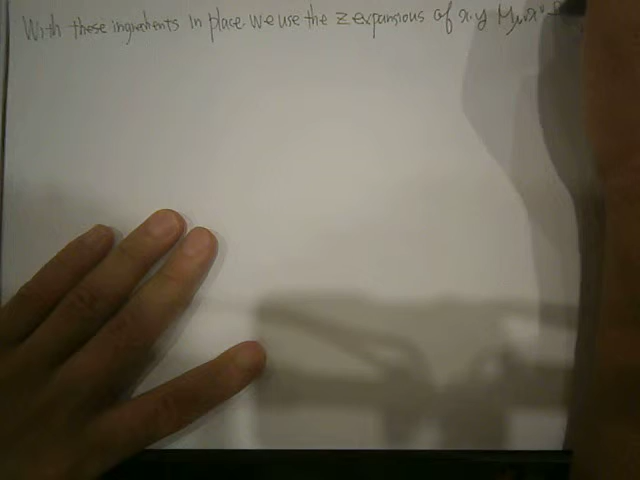 With these ingredients in place. We use the z expansions of x.y